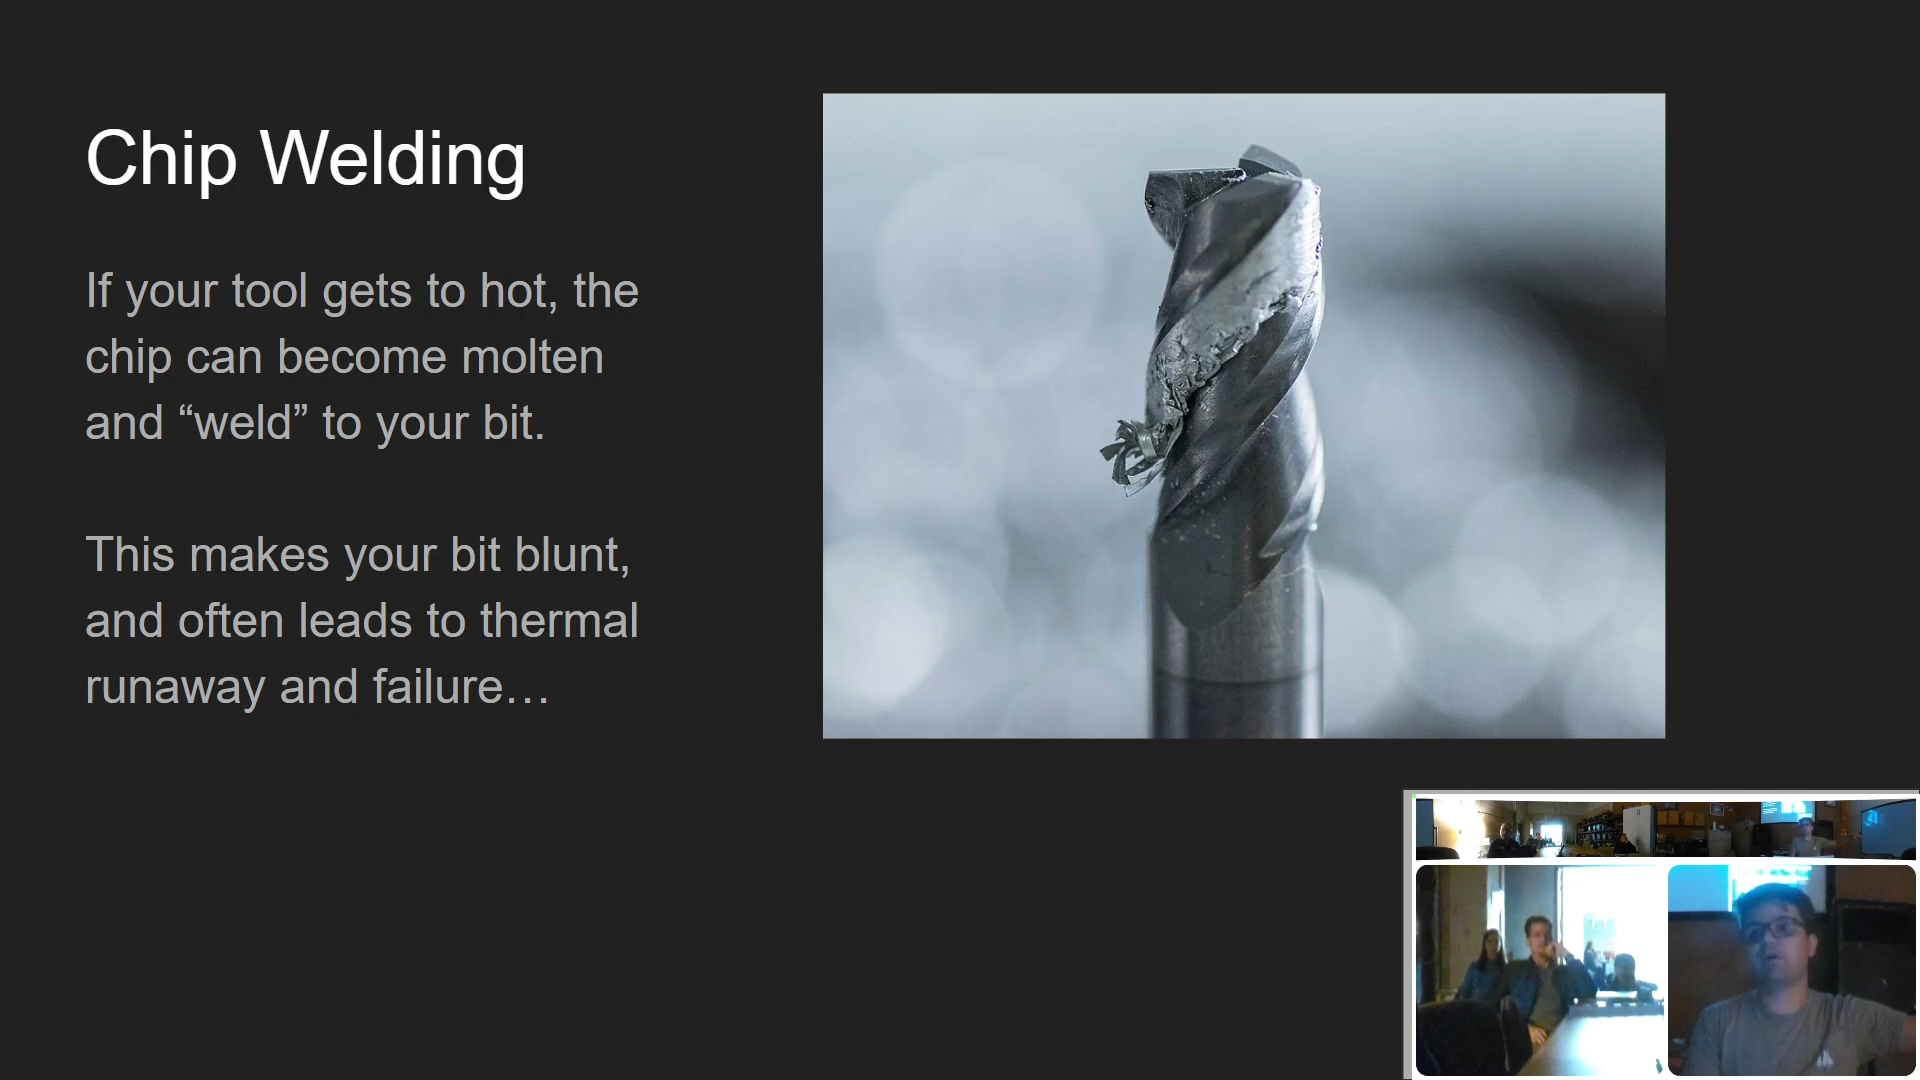 Chip Welding
If your tool gets to hot, the
chip can become molten
and “weld” to your bit.
This makes your bit blunt,
and often leads to thermal
runaway and failure…